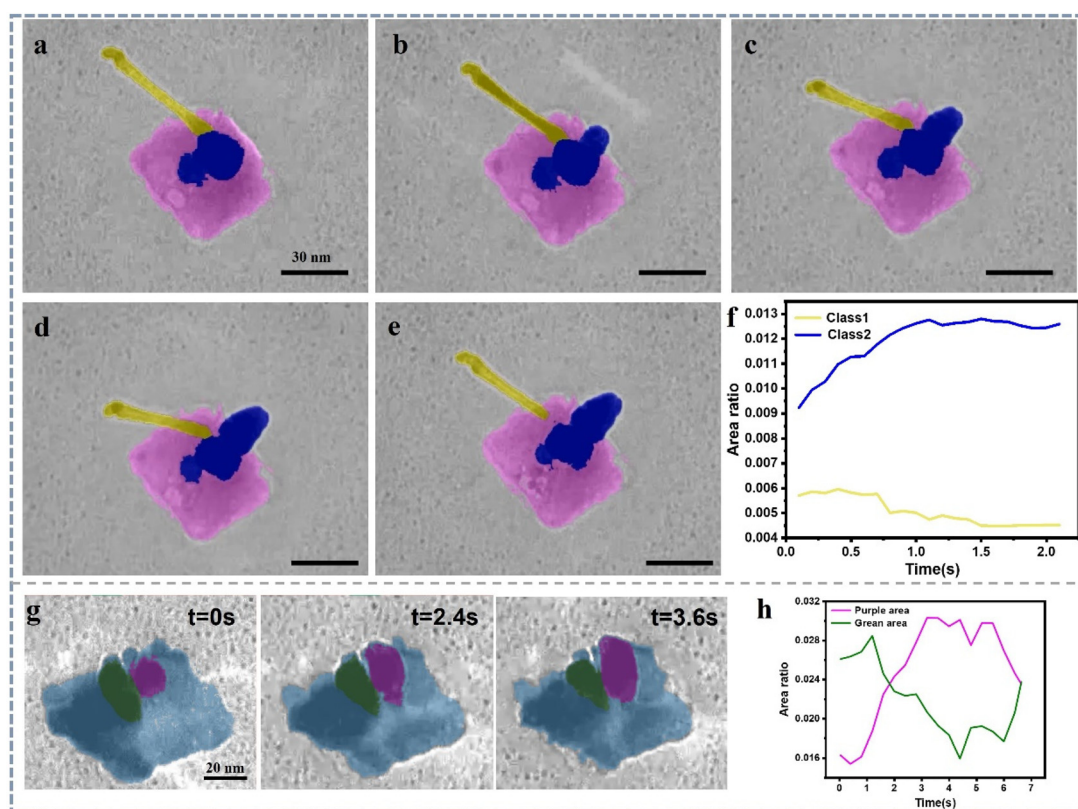 a
b
c
30 nm
d
e
f
Class1
Class2
0.013
0.012
0.011
0.010
0.009
0.008
0.007
0.006
0.005
0.004
Area ratio
0.0
0.5
1.0
1.5
2.0
Time(s)
g
t=0s
t=2.4s
t=3.6s
20 nm
h
Purple area
Grean area
0.032
0.028
0.024
0.020
0.016
Area ratio
0
1
2
3
4
5
6
7
Time(s)